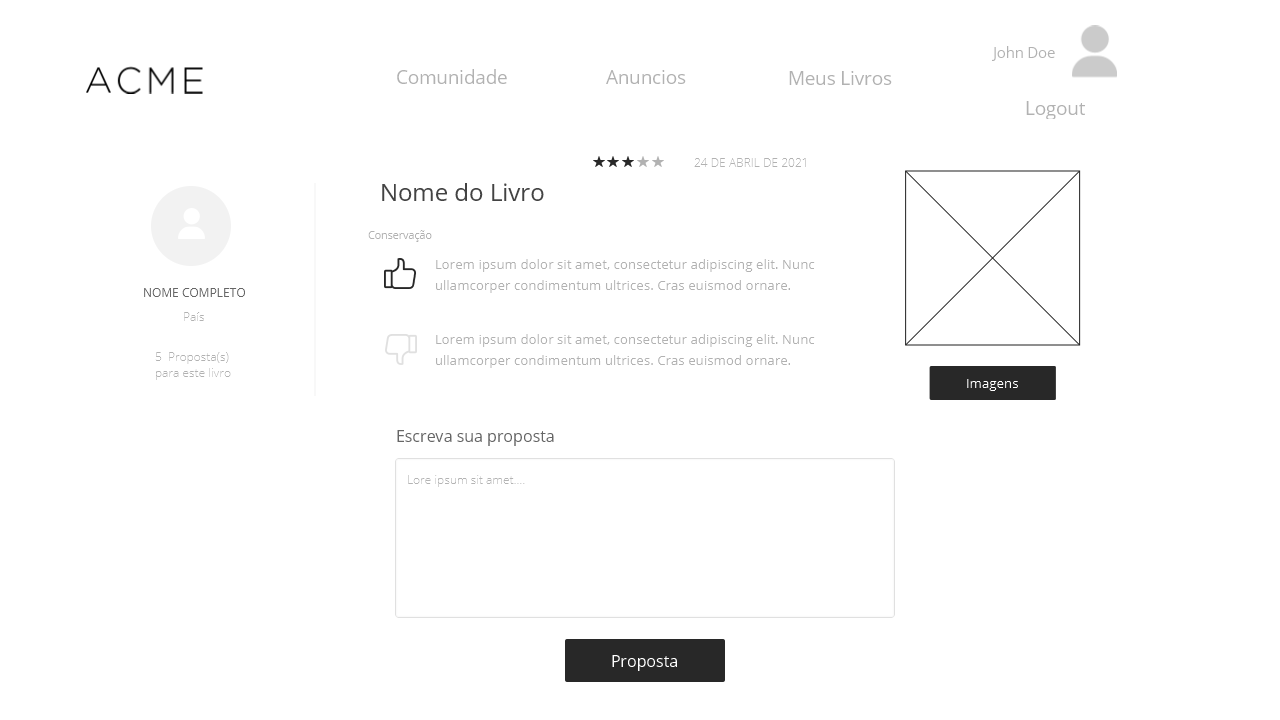 ACME
Comunidade
Anuncios
Meus Livros
John Doe
Logout
24 DE ABRIL DE 2021
Nome do Livro
Conservação
Lorem ipsum dolor sit amet, consectetur adipiscing elit. Nunc
ullamcorper condimentum ultrices. Cras euismod ornare.
Lorem ipsum dolor sit amet, consectetur adipiscing elit. Nunc
ullamcorper condimentum ultrices. Cras euismod ornare.
NOME COMPLETO
País
5 Proposta(s)
para este livro
Imagens
Escreva sua proposta
Lore ipsum sit amet....
Proposta